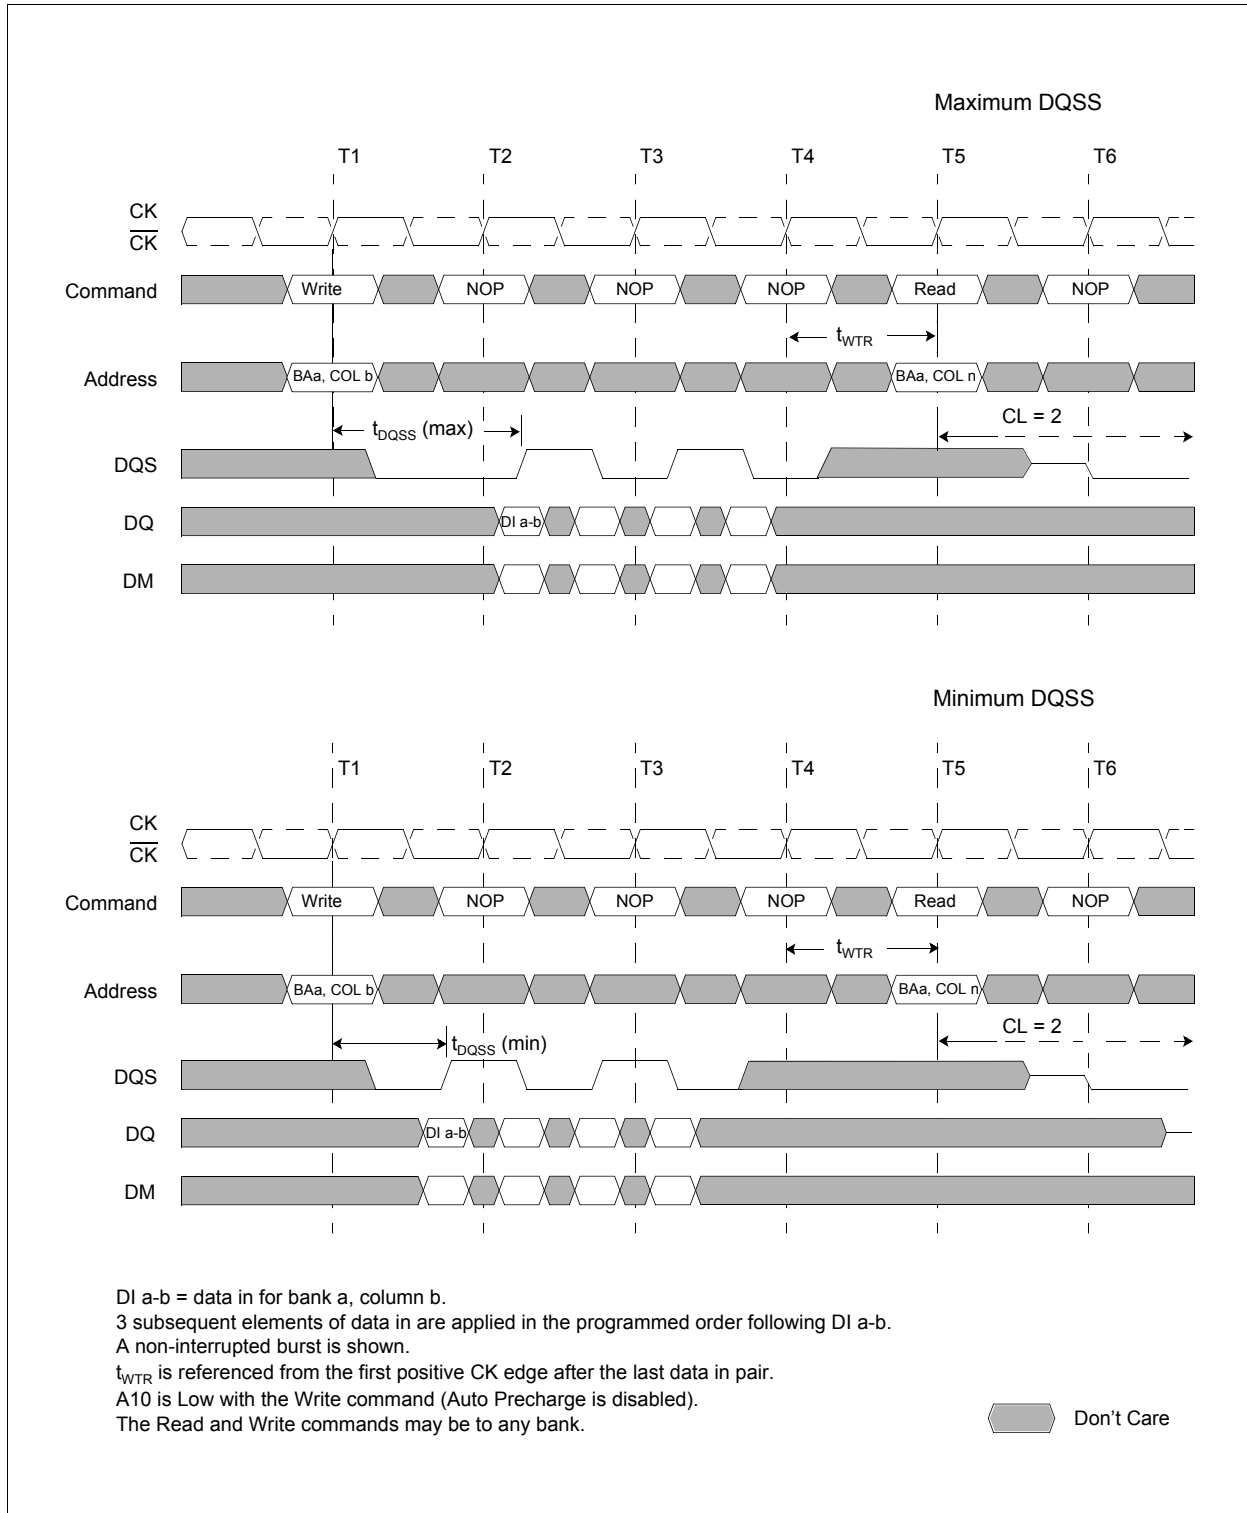 Maximum DQSS
T1 T2 T3 T4 T5 T6
CK
CK
Command Write NOP NOP NOP Read NOP
tWTR
Address BAa, COL b BAa, COL n
tDQSS (max) CL = 2
DQS
DQ DI a-b
DM
Minimum DQSS
T1 T2 T3 T4 T5 T6
CK
CK
Command Write NOP NOP NOP Read NOP
tWTR
Address BAa, COL b BAa, COL n
tDQSS (min) CL = 2
DQS
DQ DI a-b
DM
DI a-b = data in for bank a, column b.
3 subsequent elements of data in are applied in the programmed order following DI a-b.
A non-interrupted burst is shown.
tWTR is referenced from the first positive CK edge after the last data in pair.
A10 is Low with the Write command (Auto Precharge is disabled).
The Read and Write commands may be to any bank.
Don't Care